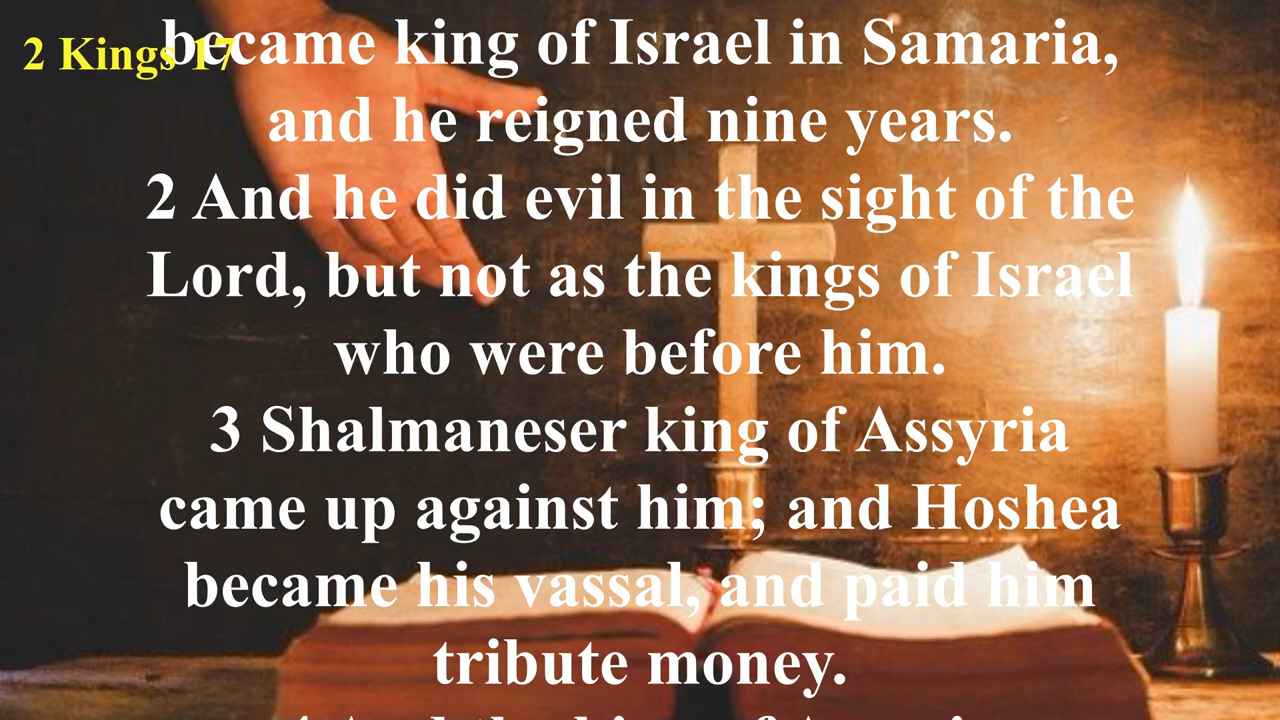 2 Kings 17
became king of Israel in Samaria,
and he reigned nine years.
2 And he did evil in the sight of the
Lord, but not as the kings of Israel
who were before him.
3 Shalmaneser king of Assyria
came up against him; and Hoshea
became his vassal, and paid him
tribute money.